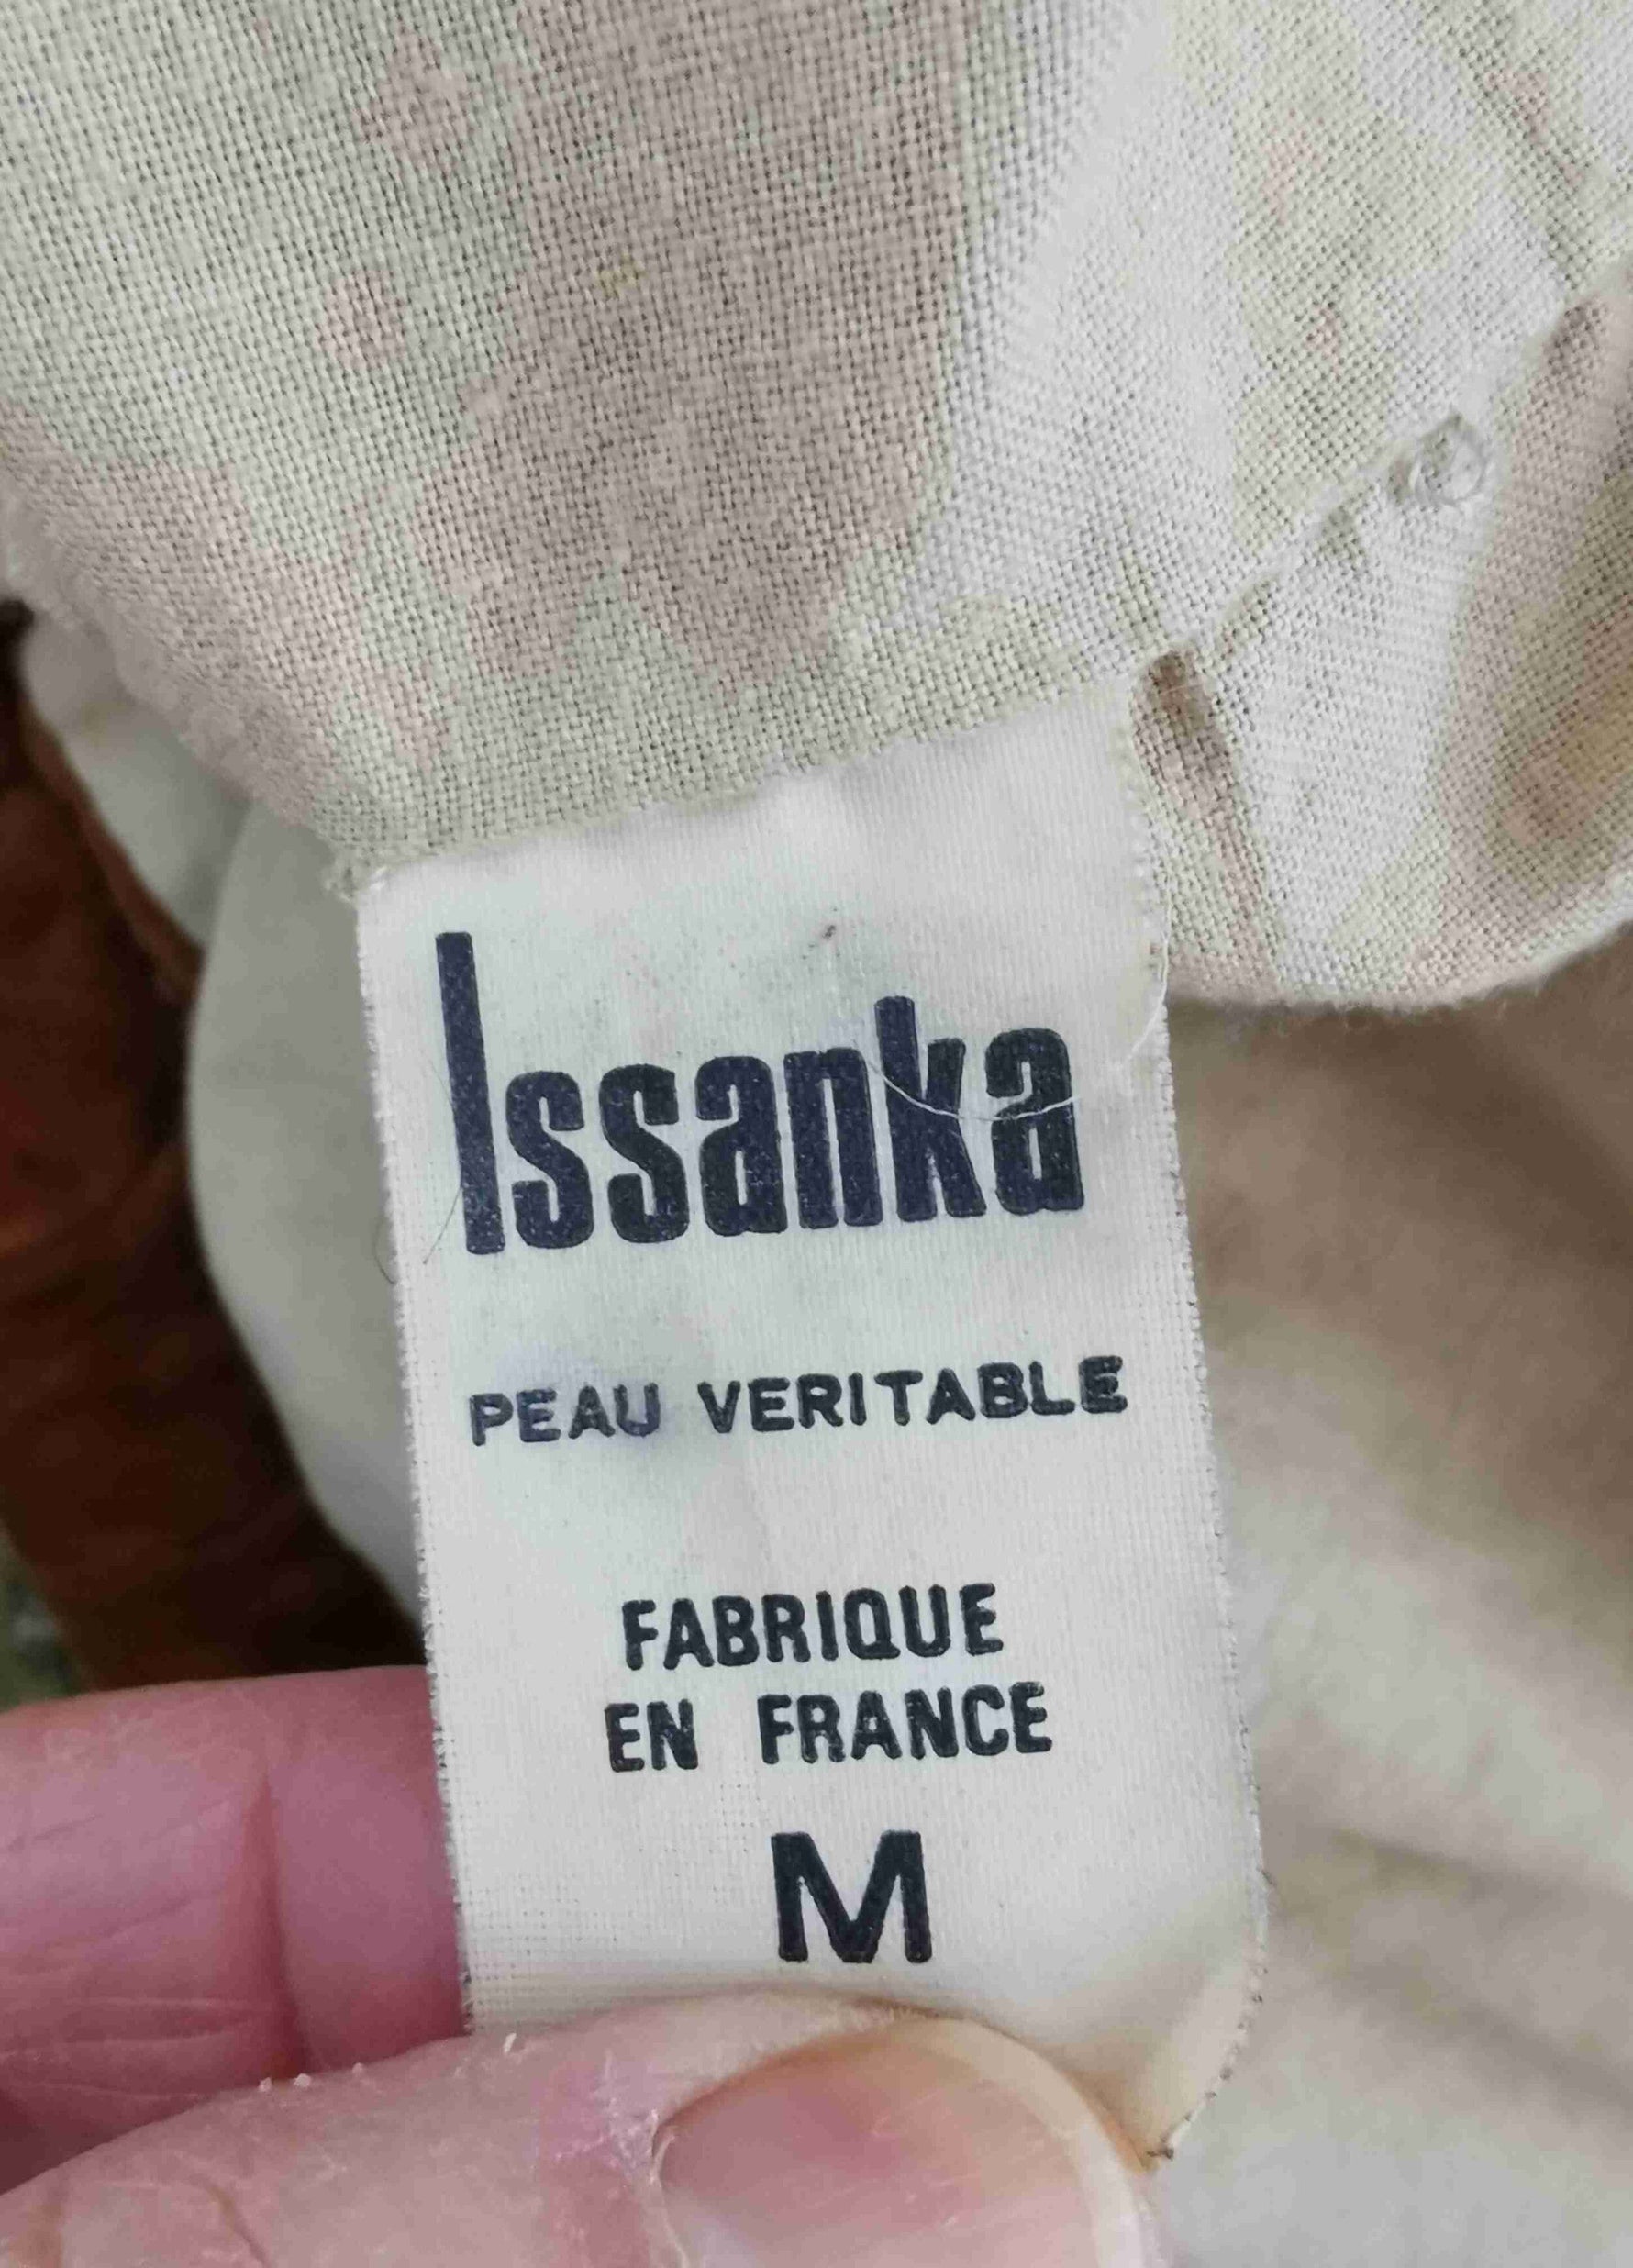 Issanka
PEAU VERITABLE
FABRIQUE
EN FRANCE
M